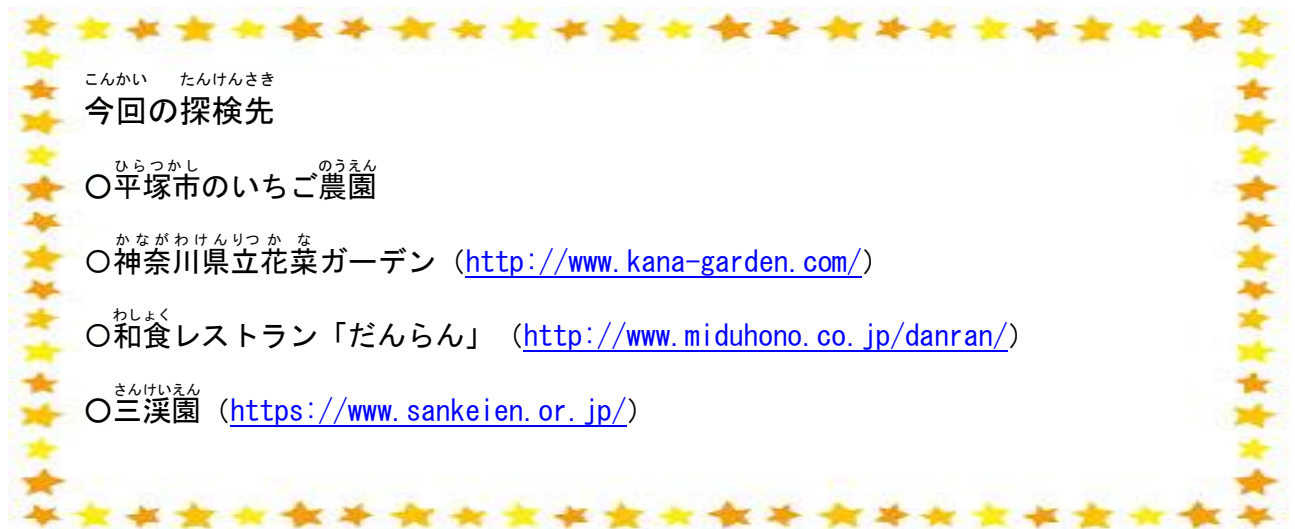 こんかい たんけんさき
今回の探検先
ひらつかし のうえん
〇平塚市のいちご農園
かながわけんりつ か な
〇神奈川県立花菜ガーデン（http://www.kana-garden.com/）
わしょく
〇和食レストラン「だんらん」（http://www.miduhono.co.jp/danran/）
さんけいえん
〇三渓園（https://www.sankeien.or.jp/）